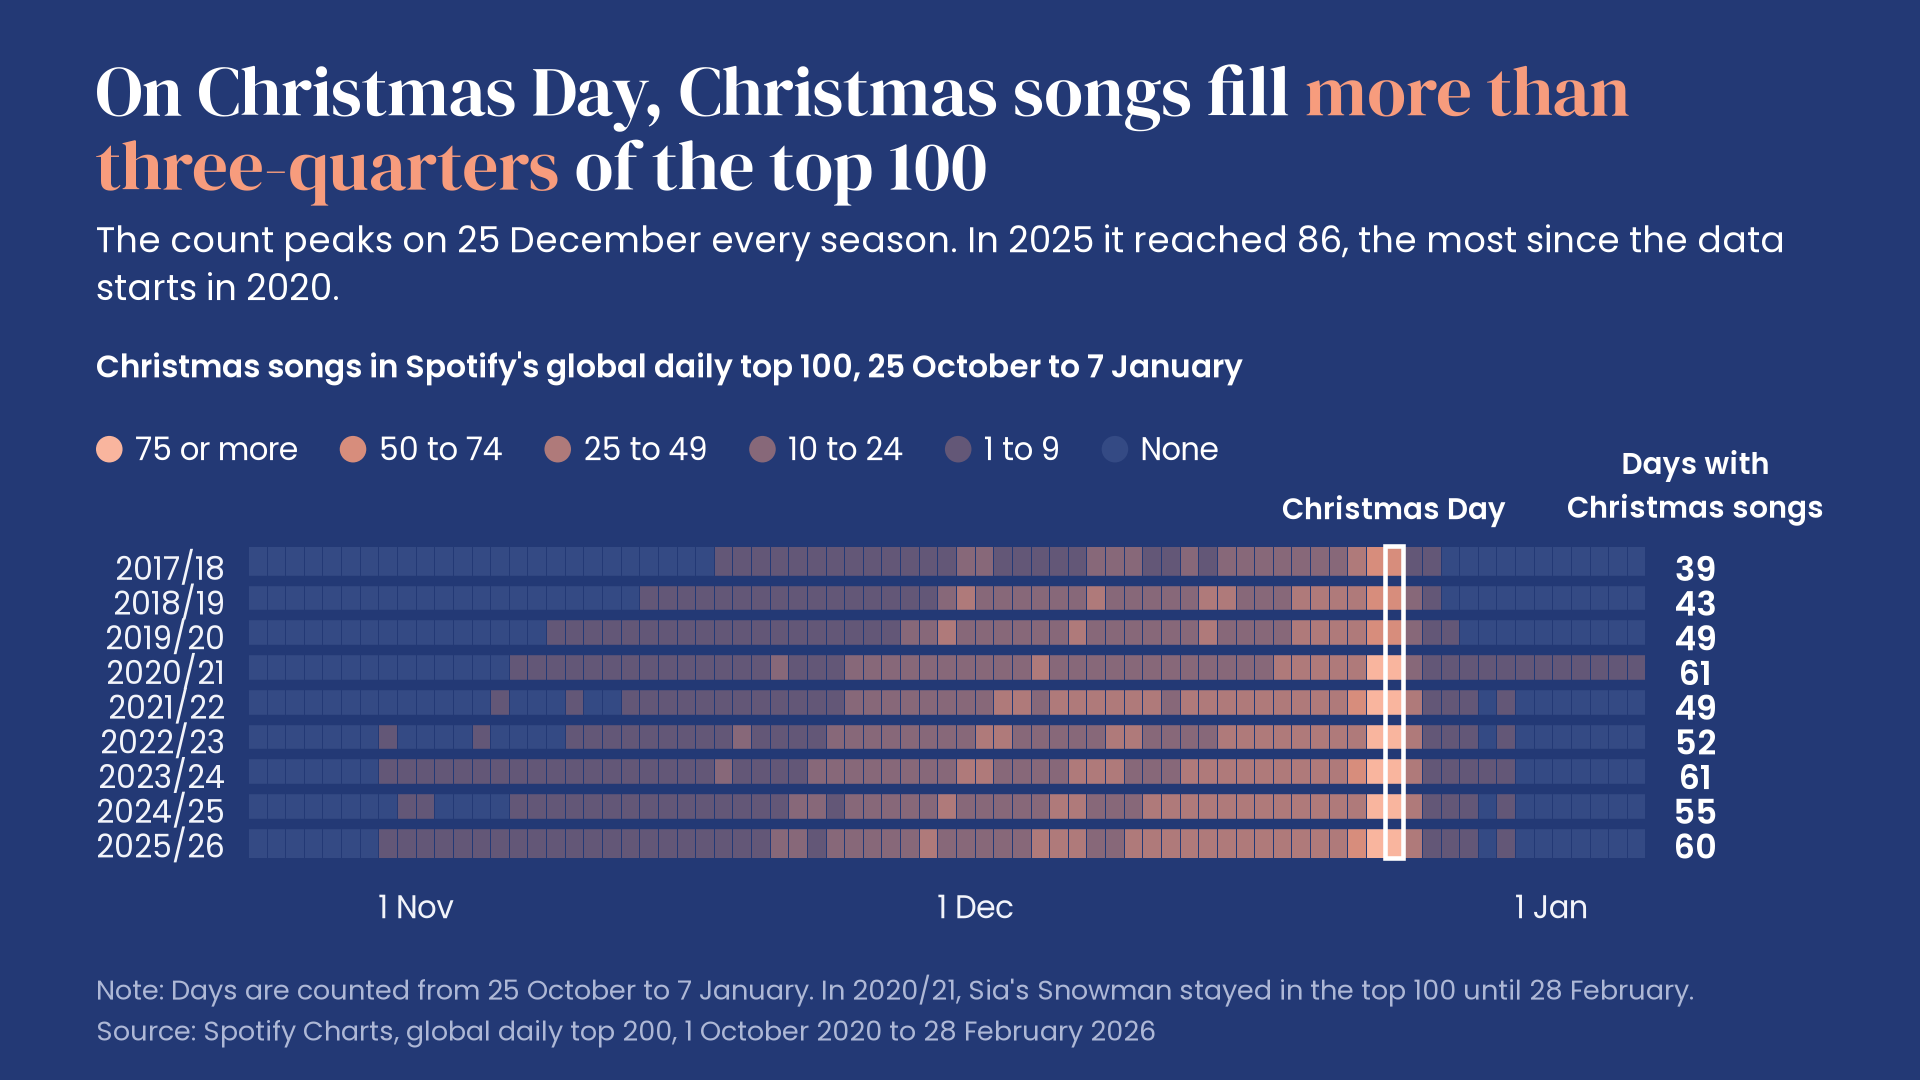 On Christmas Day, Christmas songs fill more than
three-quarters of the top 100
The count peaks on 25 December every season. In 2025 it reached 86, the most since the data
starts in 2020.
Christmas songs in Spotify's global daily top 100, 25 October to 7 January
75 or more 50 to 74 25 to 49 10 to 24 1 to 9 None
Days with
Christmas songs
Christmas Day
2017/18 39
2018/19 43
2019/20 49
2020/21 61
2021/22 49
2022/23 52
2023/24 61
2024/25 55
2025/26 60
1 Nov 1 Dec 1 Jan
Note: Days are counted from 25 October to 7 January. In 2020/21, Sia's Snowman stayed in the top 100 until 28 February.
Source: Spotify Charts, global daily top 200, 1 October 2020 to 28 February 2026